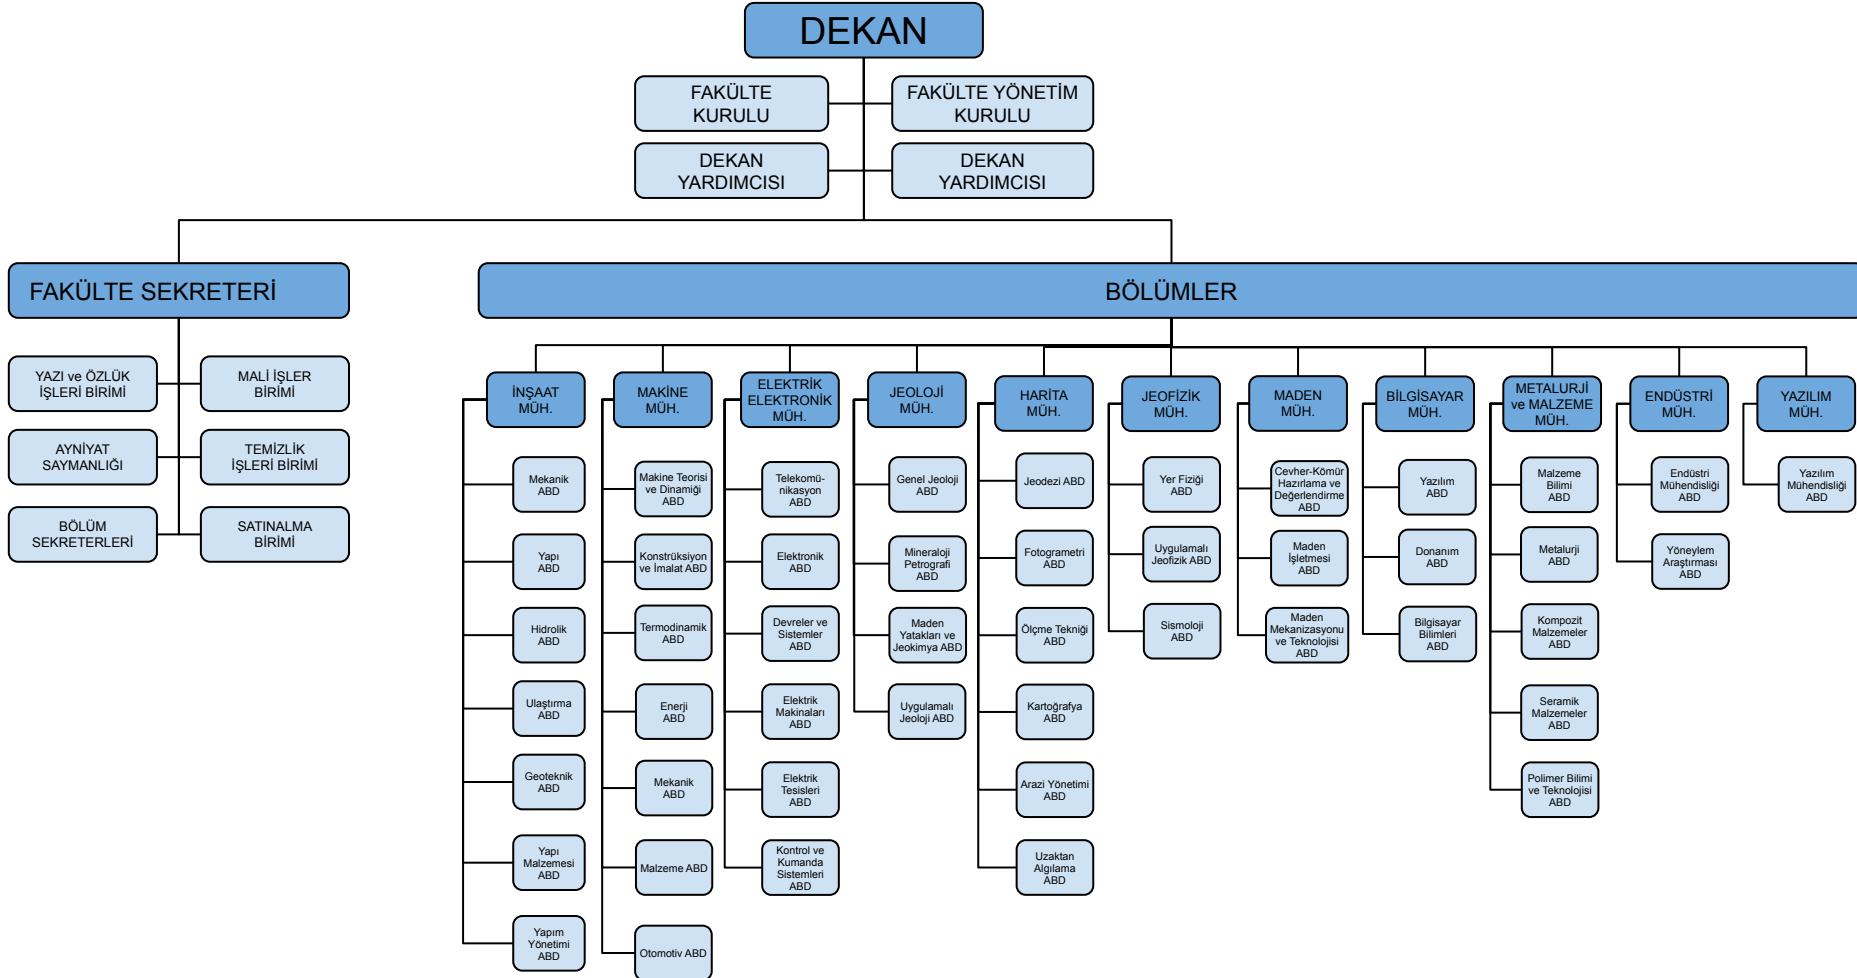 DEKAN
FAKÜLTE
KURULU
FAKÜLTE YÖNETİM
KURULU
DEKAN
YARDIMCISI
DEKAN
YARDIMCISI
FAKÜLTE SEKRETERİ
BÖLÜMLER
YAZI ve ÖZLÜK
İŞLERİ BİRİMİ
MALİ İŞLER
BİRİMİ
AYNİYAT
SAYMANLIĞI
TEMİZLİK
İŞLERİ BİRİMİ
BÖLÜM
SEKRETERLERİ
SATINALMA
BİRİMİ
İNŞAAT
MÜH.
Mekanik
ABD
Yapı
ABD
Hidrolik
ABD
Ulaştırma
ABD
Geoteknik
ABD
Yapı
Malzemesi
ABD
Yapım
Yönetimi
ABD
MAKİNE
MÜH.
Makine Teorisi
ve Dinamiği
ABD
Konstrüksiyon
ve İmalat ABD
Termodinamik
ABD
Enerji
ABD
Mekanik
ABD
Malzeme ABD
Otomotiv ABD
ELEKTRİK
ELEKTRONİK
MÜH.
Telekomü-
nikasyon
ABD
Elektronik
ABD
Devreler ve
Sistemler
ABD
Elektrik
Makinaları
ABD
Elektrik
Tesisleri
ABD
Kontrol ve
Kumanda
Sistemleri
ABD
JEOLOJİ
MÜH.
Genel Jeoloji
ABD
Mineraloji
Petrografi
ABD
Maden
Yatakları ve
Jeokimya ABD
Uygulamalı
Jeoloji ABD
HARİTA
MÜH.
Jeodezi ABD
Fotogrametri
ABD
Ölçme Tekniği
ABD
Kartoğrafya
ABD
Arazi Yönetimi
ABD
Uzaktan
Algılama
ABD
JEOFİZİK
MÜH.
Yer Fiziği
ABD
Uygulamalı
Jeofizik ABD
Sismoloji
ABD
MADEN
MÜH.
Cevher-Kömür
Hazırlama ve
Değerlendirme
ABD
Maden
İşletmesi
ABD
Maden
Mekanizasyonu
ve Teknolojisi
ABD
BİLGİSAYAR
MÜH.
Yazılım
ABD
Donanım
ABD
Bilgisayar
Bilimleri
ABD
METALURJİ
ve MALZEME
MÜH.
Malzeme
Bilimi
ABD
Metalurji
ABD
Kompozit
Malzemeler
ABD
Seramik
Malzemeler
ABD
Polimer Bilimi
ve Teknolojisi
ABD
ENDÜSTRİ
MÜH.
Endüstri
Mühendisliği
ABD
Yöneylem
Araştırması
ABD
YAZILIM
MÜH.
Yazılım
Mühendisliği
ABD